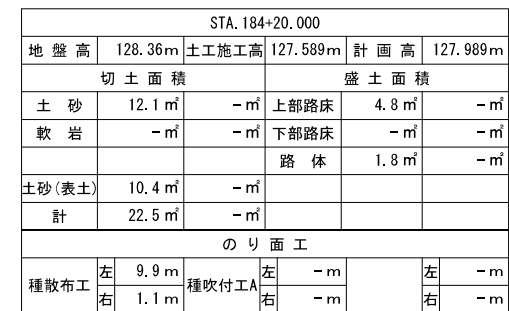 STA.184+20.000
地盤高 128.36m 土工施工高 127.589m 計画高 127.989m
切土面積 盛土面積
土砂 12.1㎡ －㎡ 上部路床 4.8㎡ －㎡
軟岩 －㎡ －㎡ 下部路床 －㎡ －㎡
路体 1.8㎡ －㎡
土砂(表土) 10.4㎡ －㎡
計 22.5㎡ －㎡
のり面工
種散布工 左 9.9m 種吹付工A 左 －m 左 －m
右 1.1m 右 －m 右 －m